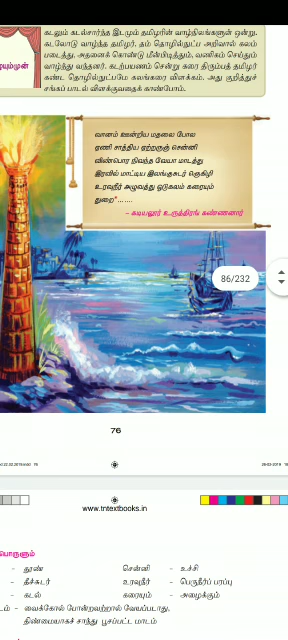 கடலும் கடல்சார்ந்த இடமும் தமிழரின் வாழ்நிலங்களுள் ஒன்று.
கடலோடு வாழ்ந்த தமிழர், தம் தொழில்நுட்ப அறிவால் கலம்
படைத்து, அதனைக் கொண்டு மீன்பிடித்தும், வணிகம் செய்தும்
வாழ்ந்து வந்தனர். கடற்பயணம் சென்று கரை திரும்பத் தமிழர்
கண்ட தொழில்நுட்பமே கலங்கரை விளக்கம். அது குறித்துச்
சங்கப் பாடல் விளக்குவதைக் காண்போம்.
வானம் ஊன்றிய மதலை போல
ஏணி சாத்திய ஏற்றருஞ் சென்னி
விண்பொர நிவந்த வேயா மாடத்து
இரவில் மாட்டிய இலங்குசுடர் ஞெகிழி
உரவுநீர் அழுவத்து ஓடுகலம் கரையும்
துறை".......
- கடியலூர் உருத்திரங் கண்ணனார்
86/232
76
www.tntextbooks.in
பொருளும்
- தூண் சென்னி - உச்சி
- தீச்சுடர் உரவுநீர் - பெருநீர்ப் பரப்பு
- கடல் கரையும் - அழைக்கும்
டம் - வைக்கோல் போன்றவற்றால் வேயப்படாது,
திண்மையாகச் சாந்து பூசப்பட்ட மாடம்